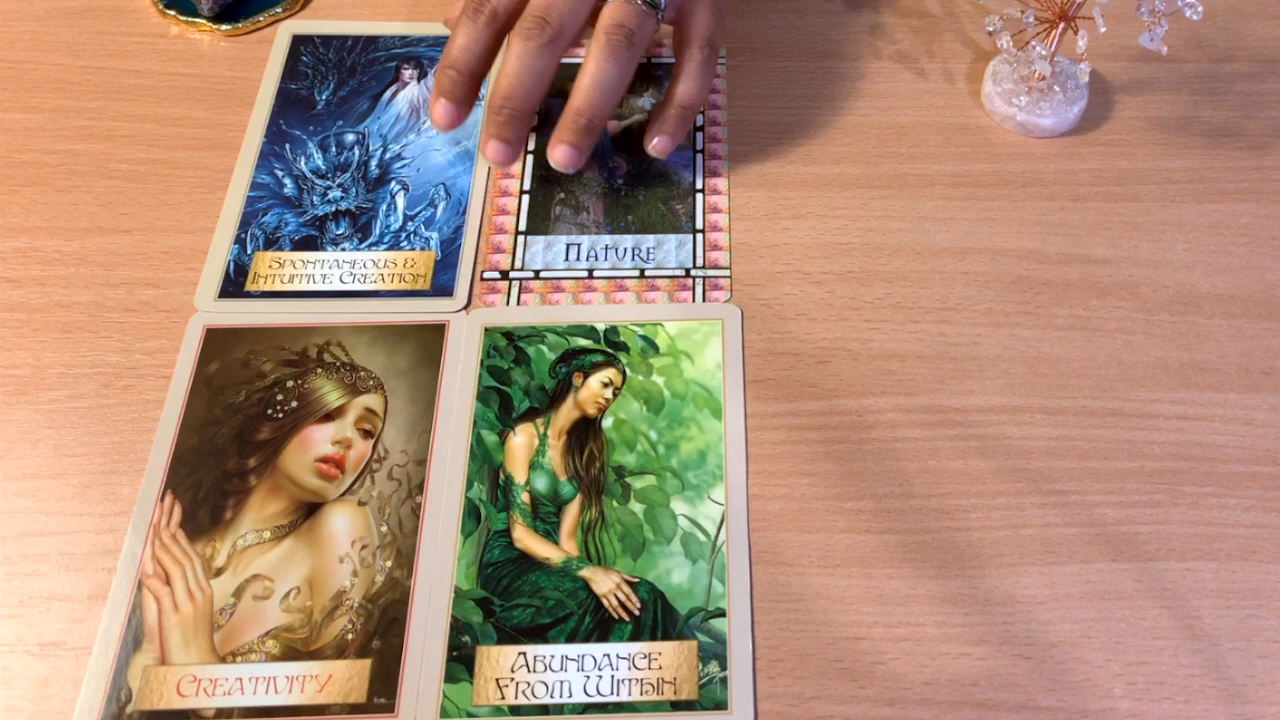 SPONTANEOUS &
INTUITIVE CREATION
NATURE
CREATIVITY
ABUNDANCE
FROM WITHIN